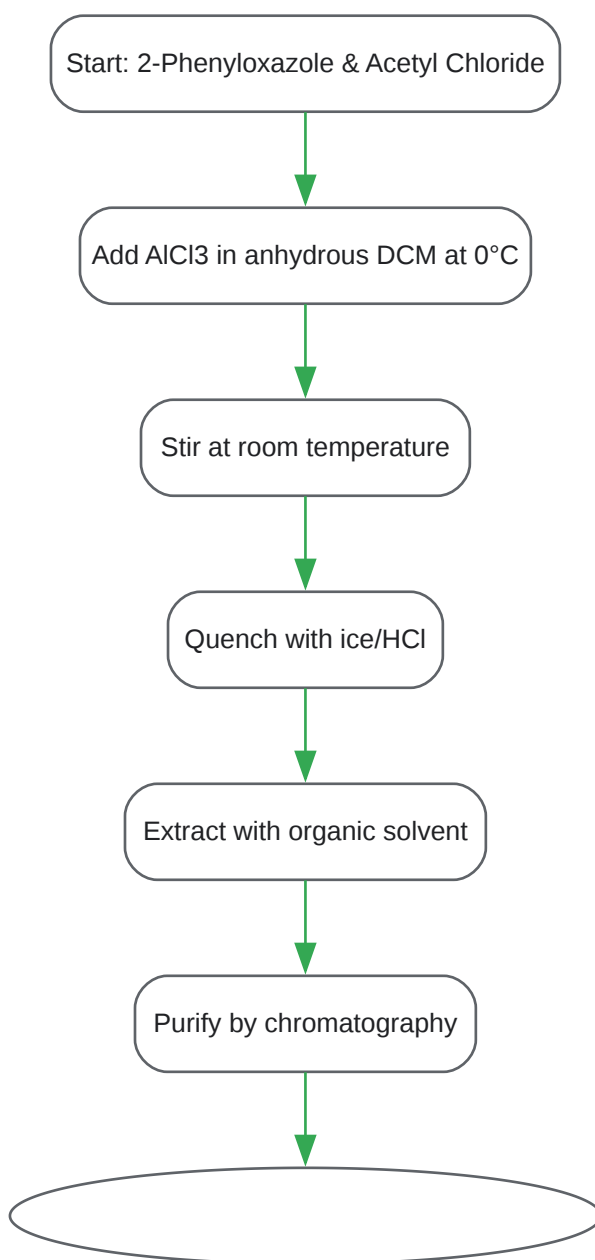 Start: 2-Phenyloxazole & Acetyl Chloride
Add AlCl3 in anhydrous DCM at 0°C
Stir at room temperature
Quench with ice/HCl
Extract with organic solvent
Purify by chromatography